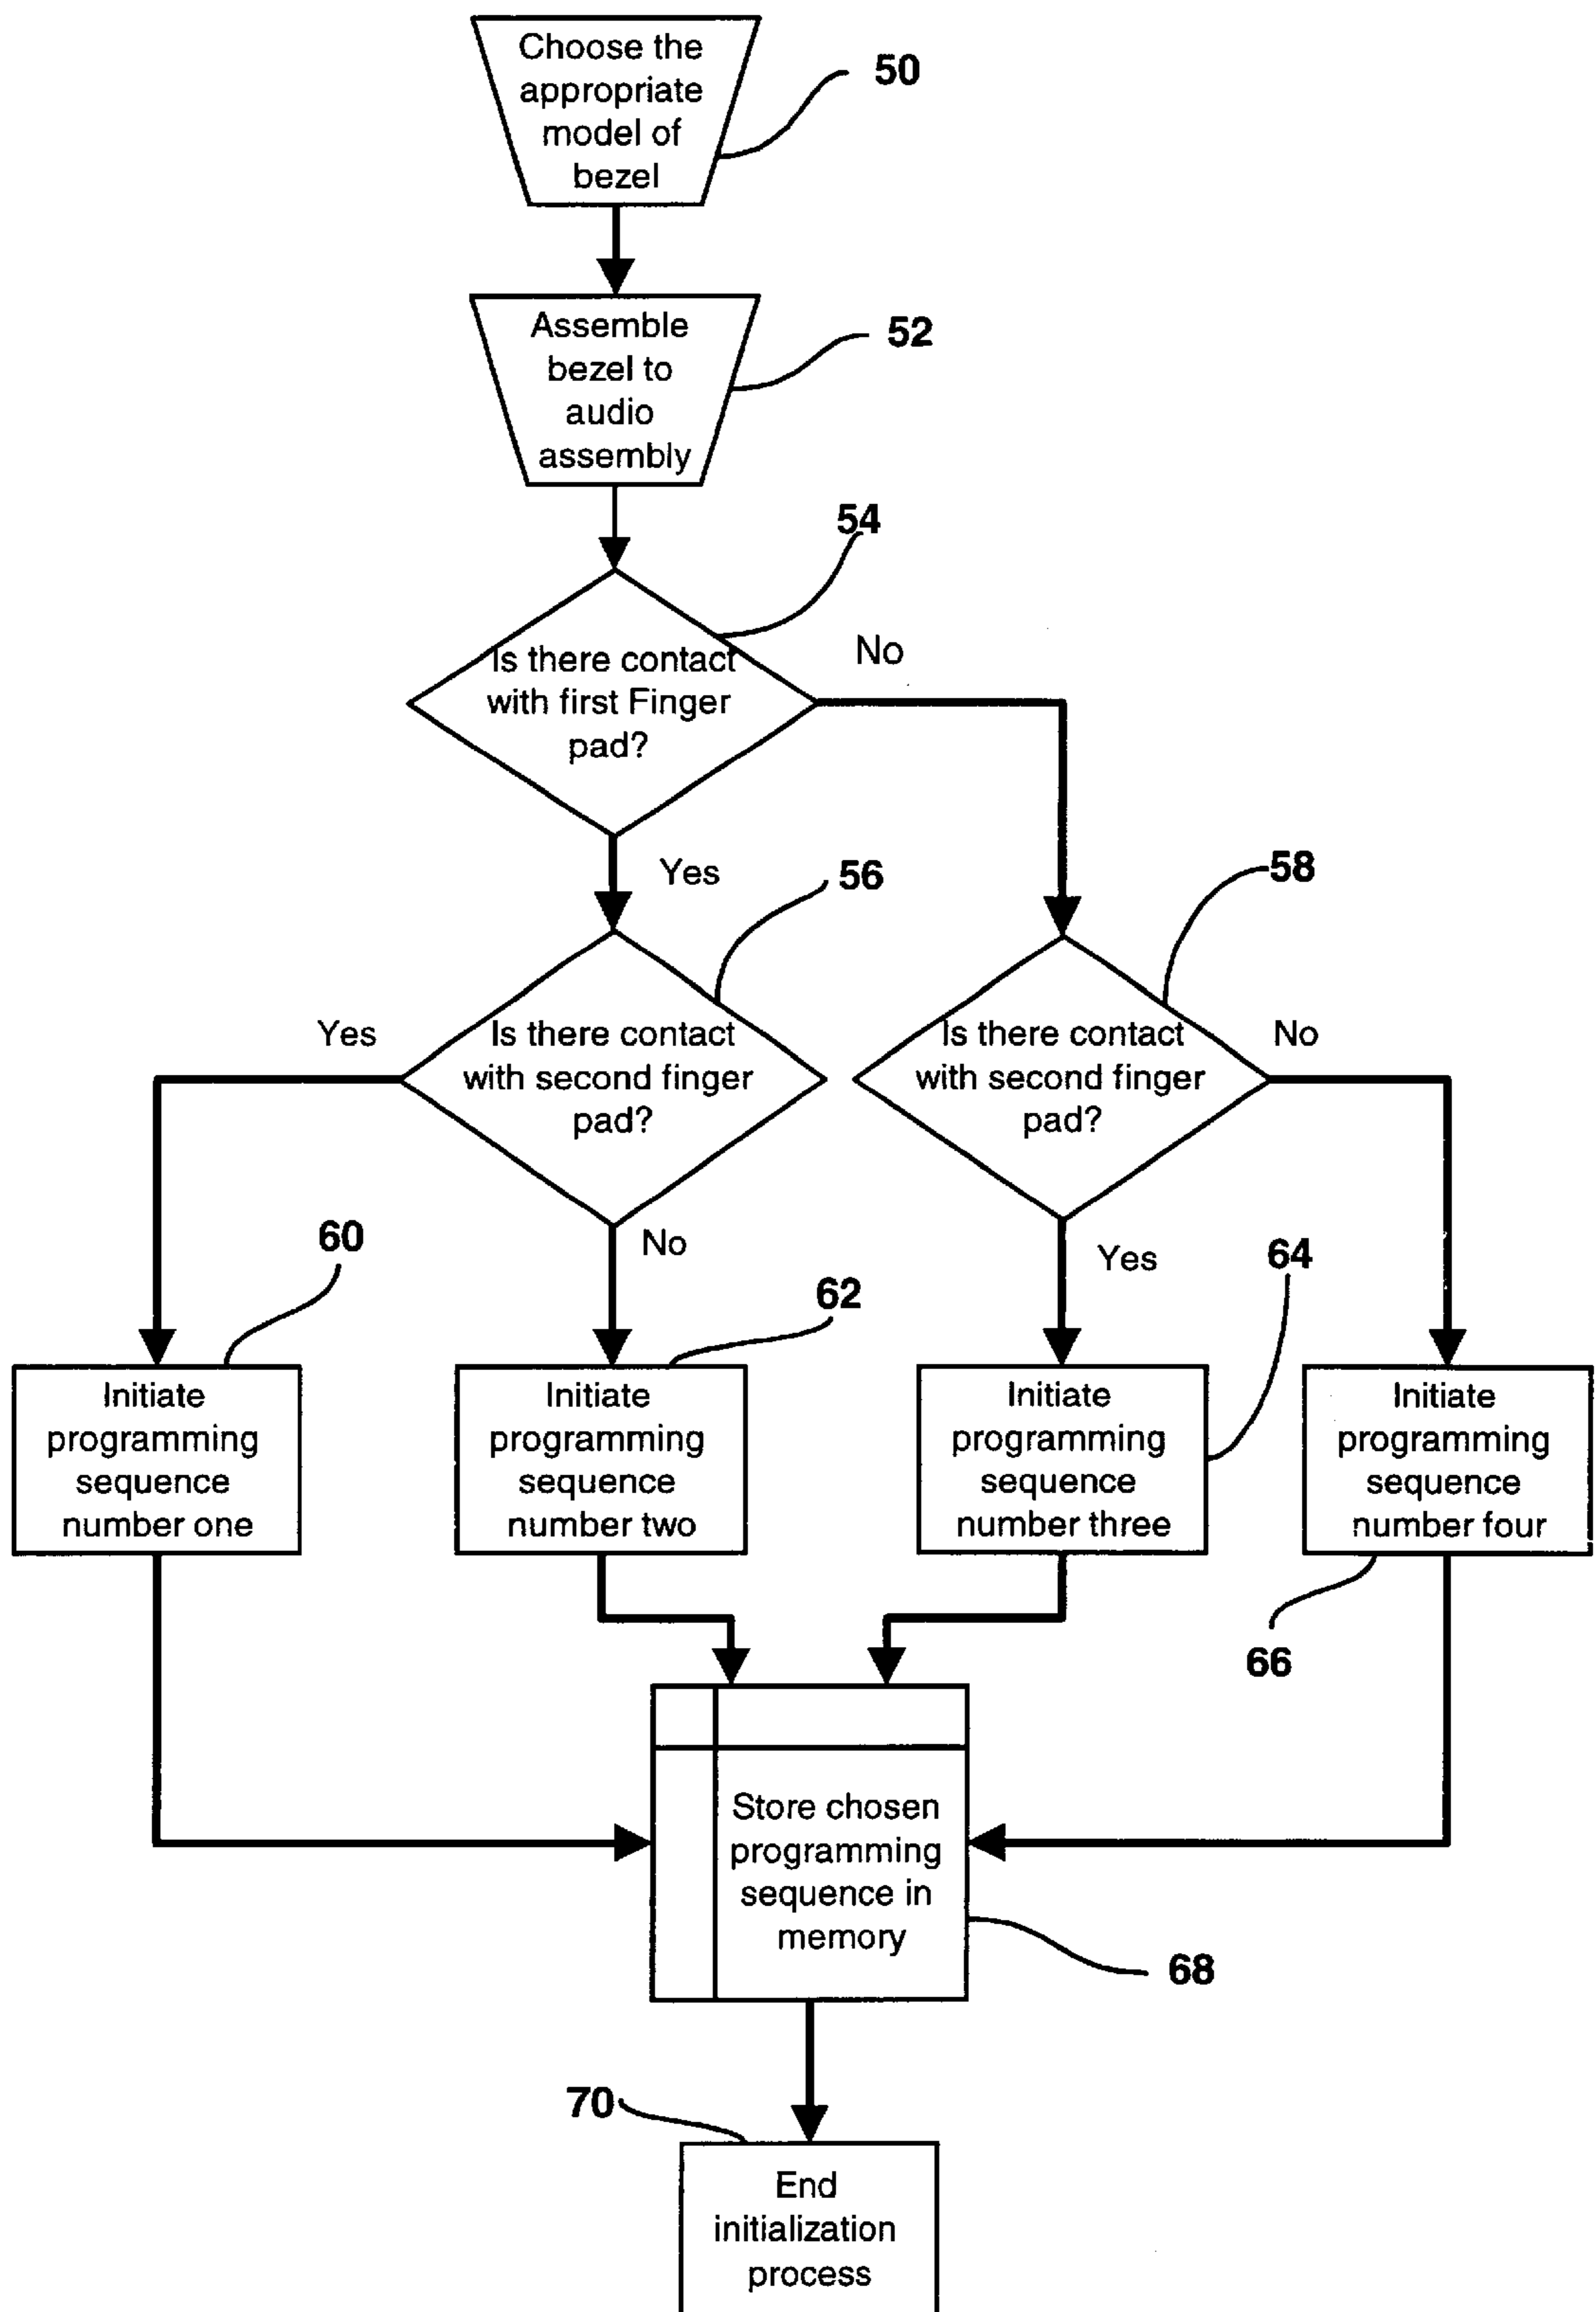 Choose the
appropriate
model of
bezel
50
Assemble
bezel to
audio
assembly
52
54
Is there contact
with first Finger
pad?
No
Yes
56
58
Yes
Is there contact
with second finger
pad?
Is there contact
with second finger
pad?
No
No
Yes
60
62
64
Initiate
programming
sequence
number one
Initiate
programming
sequence
number two
Initiate
programming
sequence
number three
Initiate
programming
sequence
number four
66
Store chosen
programming
sequence in
memory
68
70
End
initialization
process